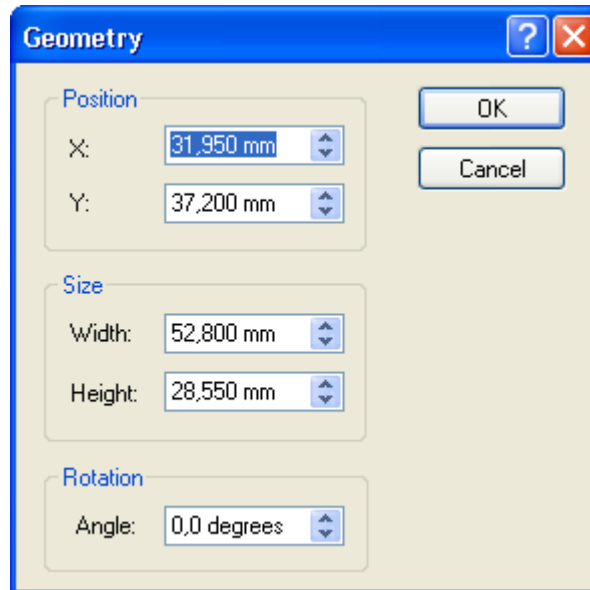 Geometry
Position
X: 31,950 mm
Y: 37,200 mm
OK
Cancel
Size
Width: 52,800 mm
Height: 28,550 mm
Rotation
Angle: 0,0 degrees